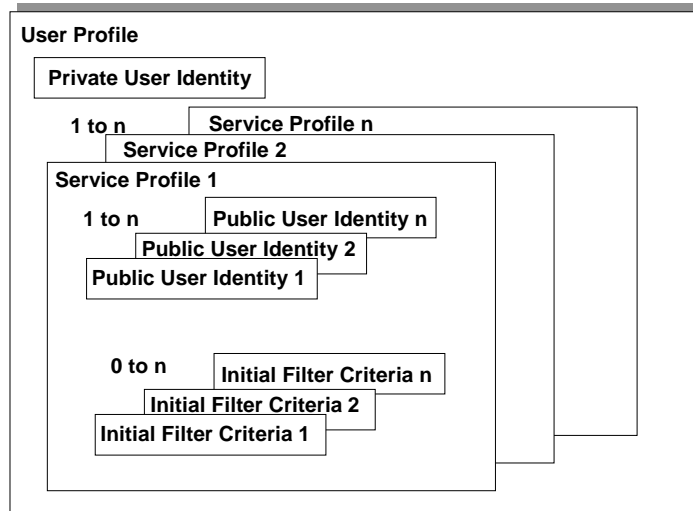 User Profile
Private User Identity
1 to n
Service Profile n
Service Profile 2
Service Profile 1
1 to n
Public User Identity n
Public User Identity 2
Public User Identity 1
0 to n
Initial Filter Criteria n
Initial Filter Criteria 2
Initial Filter Criteria 1